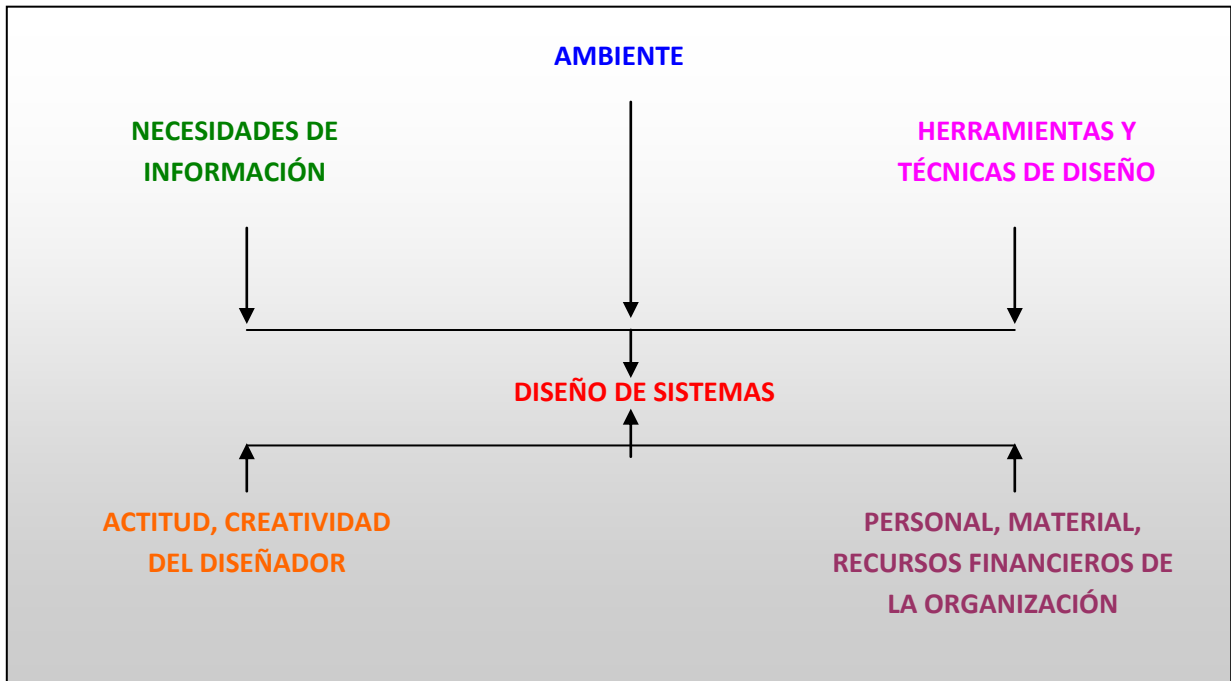 AMBIENTE
NECESIDADES DE
INFORMACIÓN
HERRAMIENTAS Y
TÉCNICAS DE DISEÑO
DISEÑO DE SISTEMAS
ACTITUD, CREATIVIDAD
DEL DISEÑADOR
PERSONAL, MATERIAL,
RECURSOS FINANCIEROS DE
LA ORGANIZACIÓN